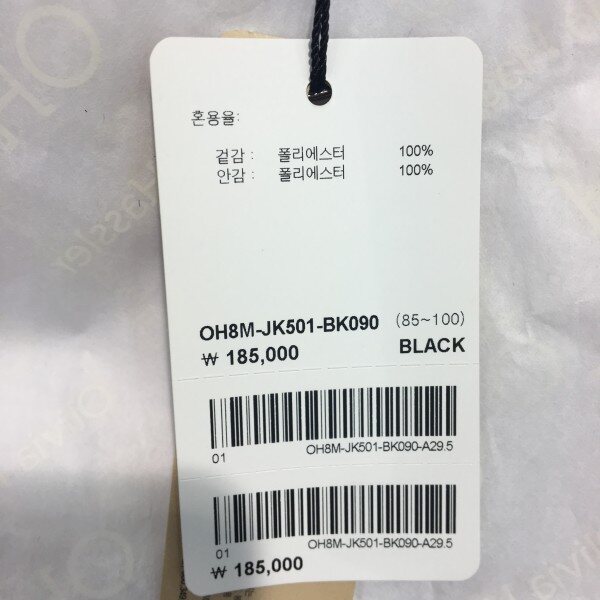 혼용율:
겉감 : 폴리에스터 100%
안감 : 폴리에스터 100%
OH8M-JK501-BK090 (85~100)
₩ 185,000 BLACK
01 OH8M-JK501-BK090-A29.5
01 OH8M-JK501-BK090-A29.5
₩ 185,000
Hassler